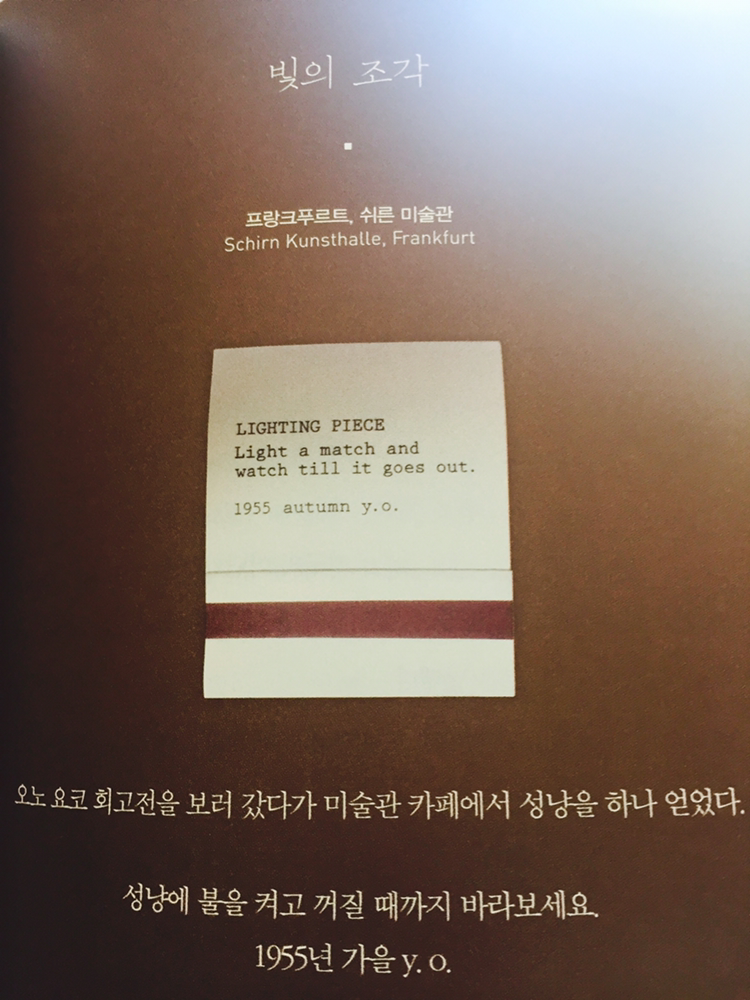 빛의 조각
프랑크푸르트, 쉬른 미술관
Schirn Kunsthalle, Frankfurt
LIGHTING PIECE
Light a match and
watch till it goes out.
1955 autumn y.o.
오노 요코 회고전을 보러 갔다가 미술관 카페에서 성냥을 하나 얻었다.
성냥에 불을 켜고 꺼질 때까지 바라보세요.
1955년 가을 y. o.